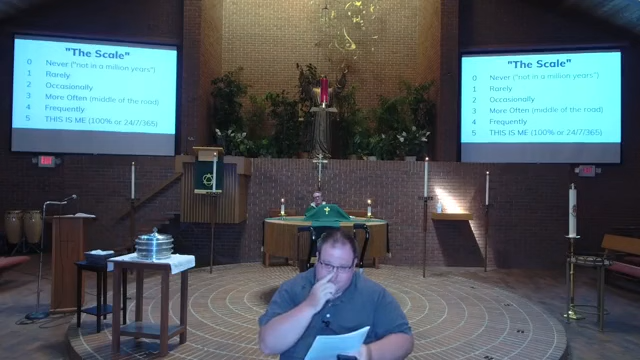 "The Scale"
0 Never ("not in a million years")
1 Rarely
2 Occasionally
3 More Often (middle of the road)
4 Frequently
5 THIS IS ME (100% or 24/7/365)
"The Scale"
0 Never ("not in a million years")
1 Rarely
2 Occasionally
3 More Often (middle of the road)
4 Frequently
5 THIS IS ME (100% or 24/7/365)
EXIT
EXIT